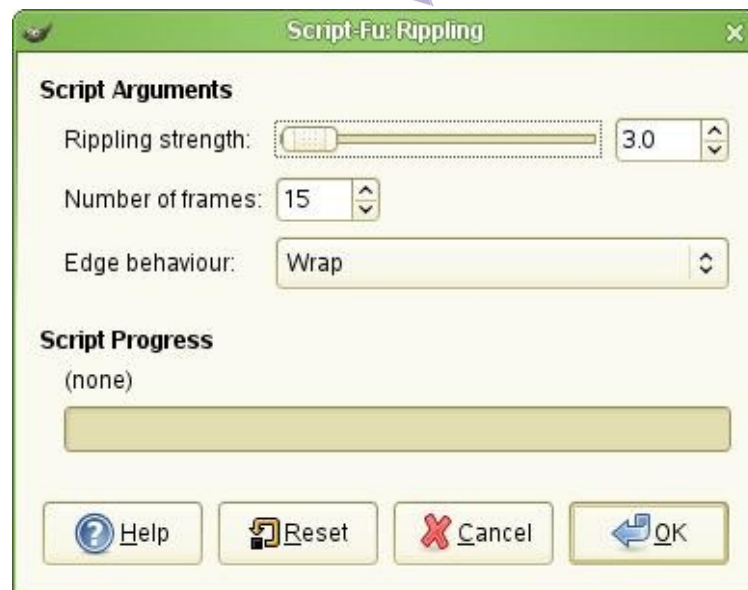 Script-Fu: Rippling
Script Arguments
Rippling strength: 3.0
Number of frames: 15
Edge behaviour: Wrap
Script Progress
(none)
Help Reset Cancel OK